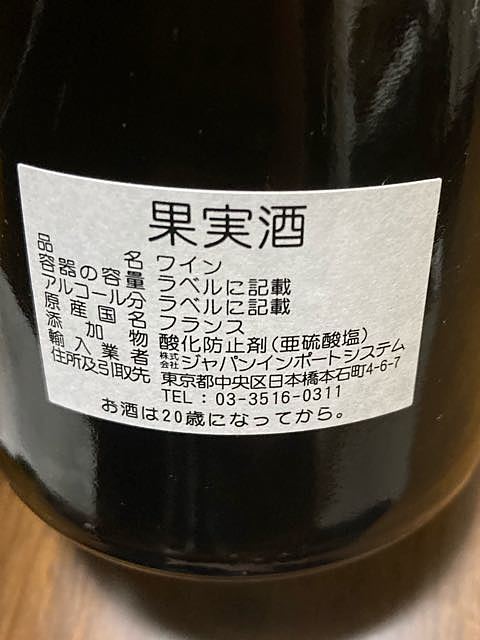 果実酒
品名 ワイン
容器の容量 ラベルに記載
アルコール分 ラベルに記載
原産国名 フランス
添加物 酸化防止剤(亜硫酸塩)
輸入業者 株式会社ジャパンインポートシステム
住所及引取先 東京都中央区日本橋本石町4-6-7
TEL:03-3516-0311
お酒は20歳になってから。